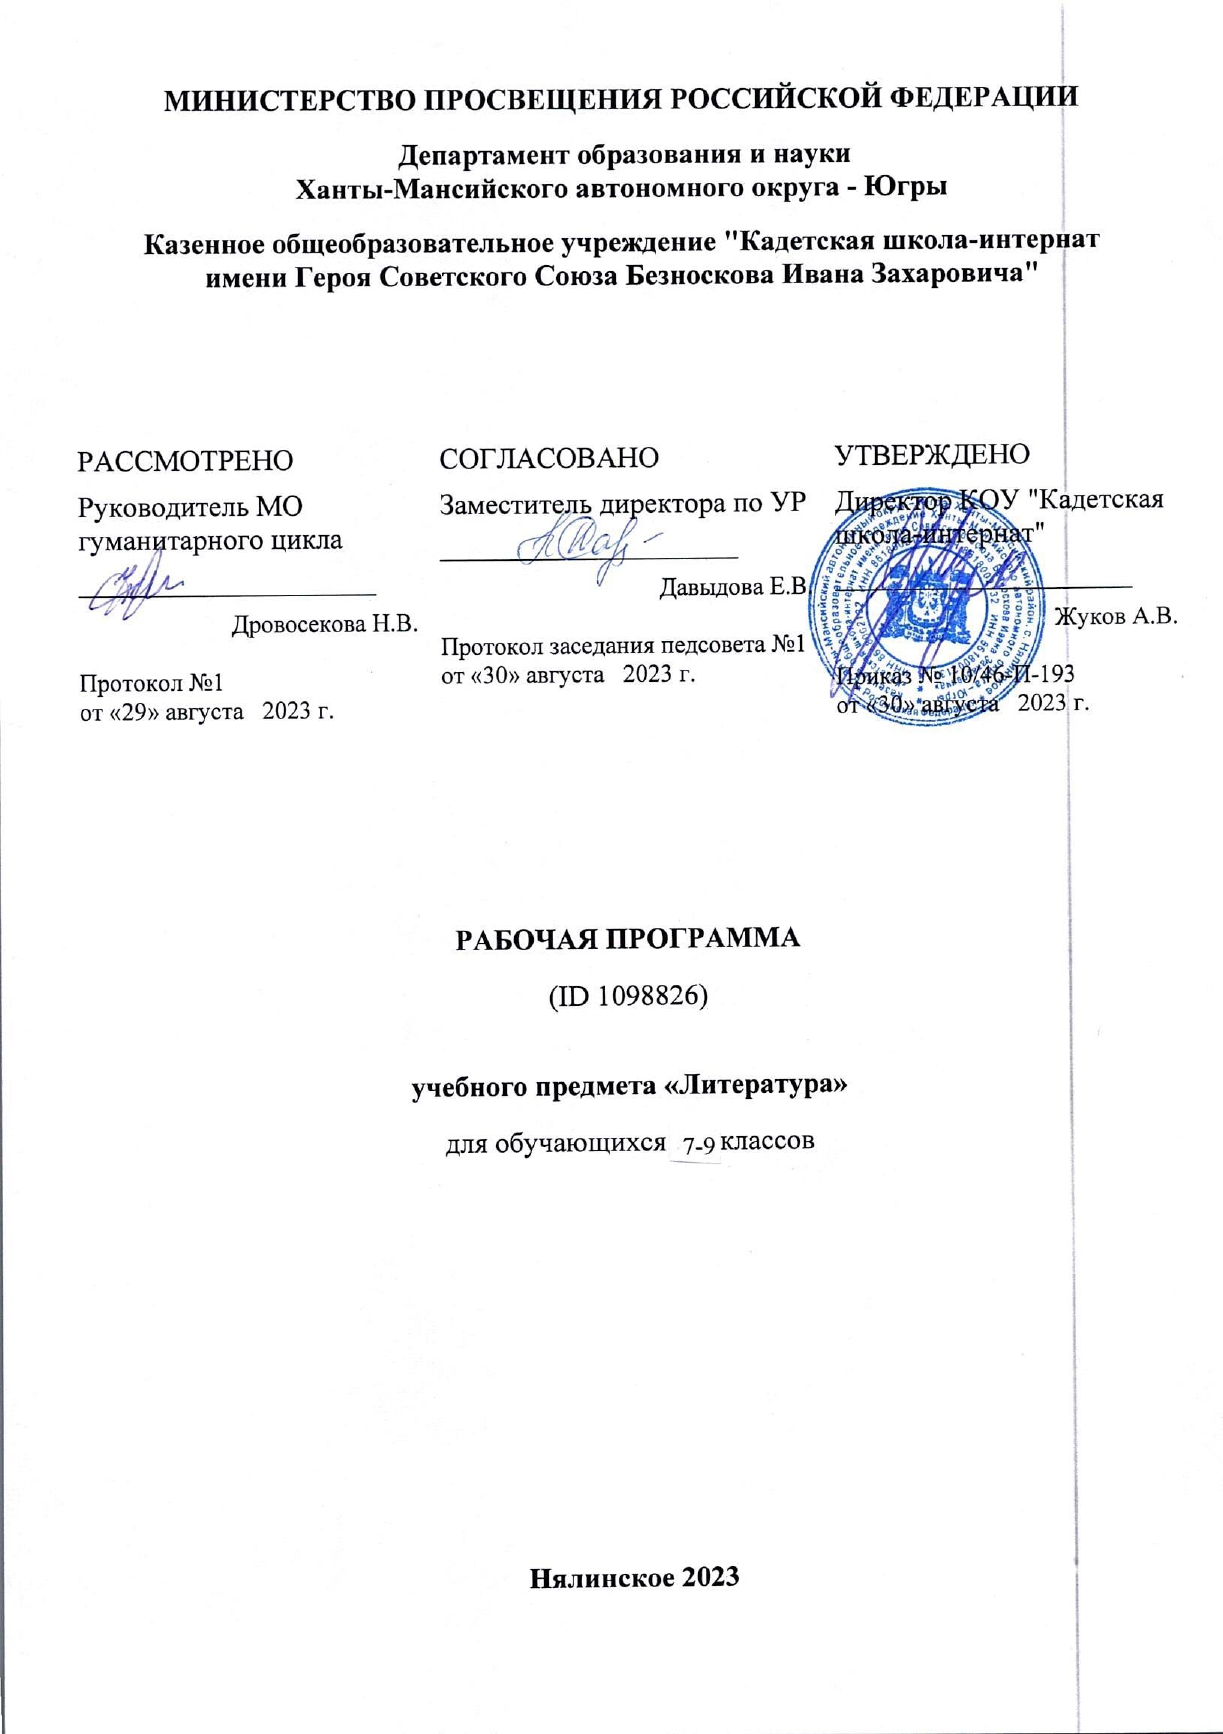 МИНИСТЕРСТВО ПРОСВЕЩЕНИЯ РОССИЙСКОЙ ФЕДЕРАЦИИ
Департамент образования и науки
Ханты-Мансийского автономного округа - Югры
Казенное общеобразовательное учреждение "Кадетская школа-интернат
имени Героя Советского Союза Безноскова Ивана Захаровича"
РАССМОТРЕНО
Руководитель МО
гуманитарного цикла
Дровосекова Н.В.
Протокол №1
от «29» августа 2023 г.
СОГЛАСОВАНО
Заместитель директора по УР
Давыдова Е.В.
Протокол заседания педсовета №1
от «30» августа 2023 г.
УТВЕРЖДЕНО
Директор КОУ "Кадетская
школа-интернат"
Жуков А.В.
Приказ № 10/46-П-193
от «30» августа 2023 г.
РАБОЧАЯ ПРОГРАММА
(ID 1098826)
учебного предмета «Литература»
для обучающихся 7-9 классов
Нялинское 2023